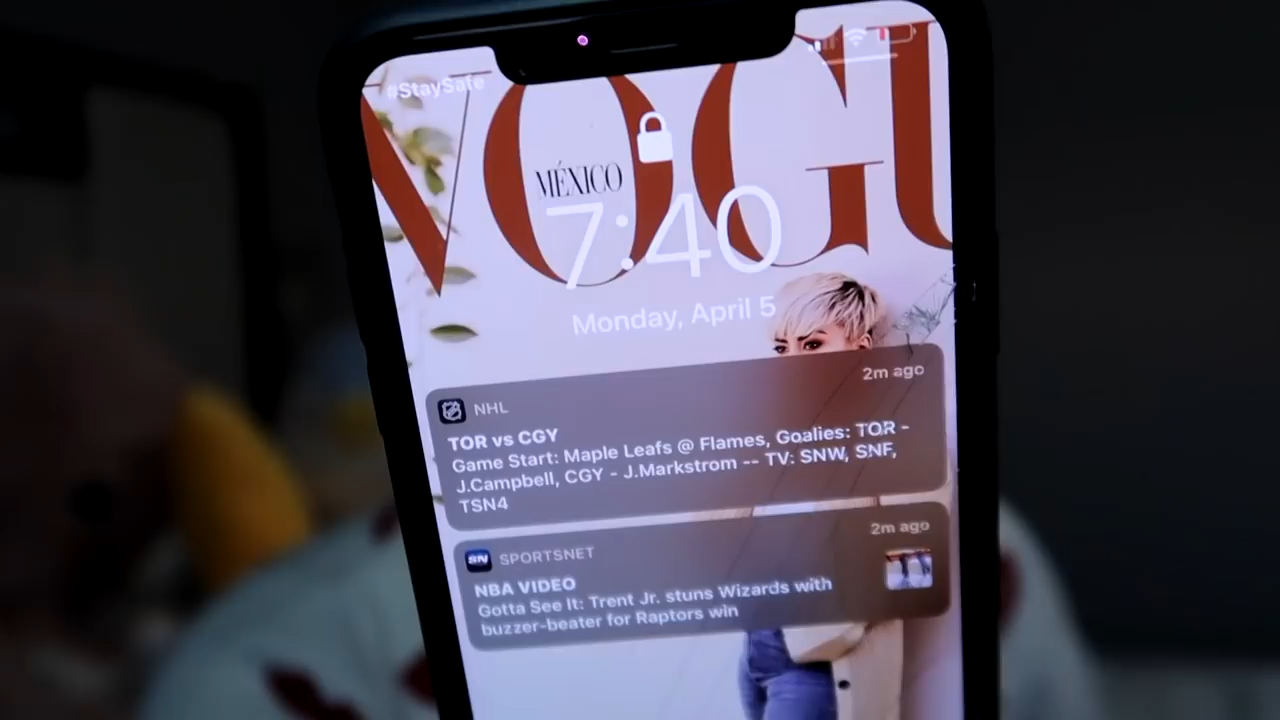 #StaySafe
VOGU
MÉXICO
7:40
Monday, April 5
2m ago
NHL
TOR vs CGY
Game Start: Maple Leafs @ Flames, Goalies: TOR -
J.Campbell, CGY - J.Markstrom -- TV: SNW, SNF,
TSN4
2m ago
SN SPORTSNET
NBA VIDEO
Gotta See It: Trent Jr. stuns Wizards with
buzzer-beater for Raptors win